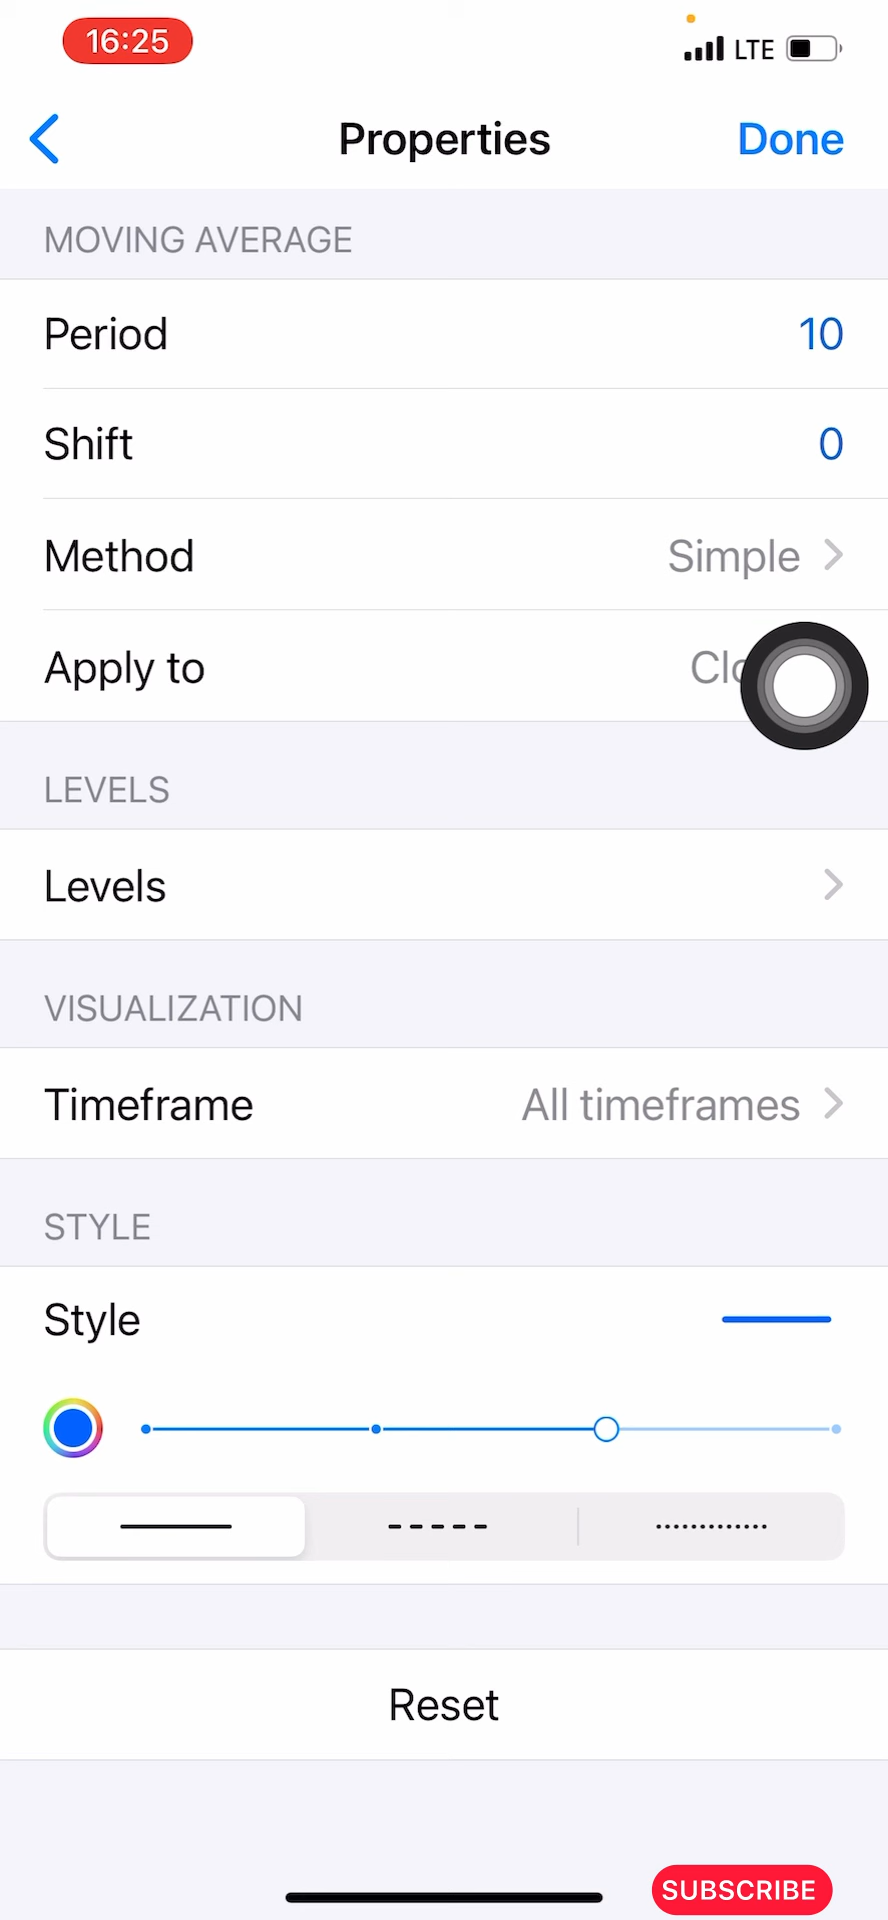 16:25
LTE
Properties
Done
MOVING AVERAGE
Period 10
Shift 0
Method Simple
Apply to
LEVELS
Levels
VISUALIZATION
Timeframe All timeframes
STYLE
Style
Reset
SUBSCRIBE